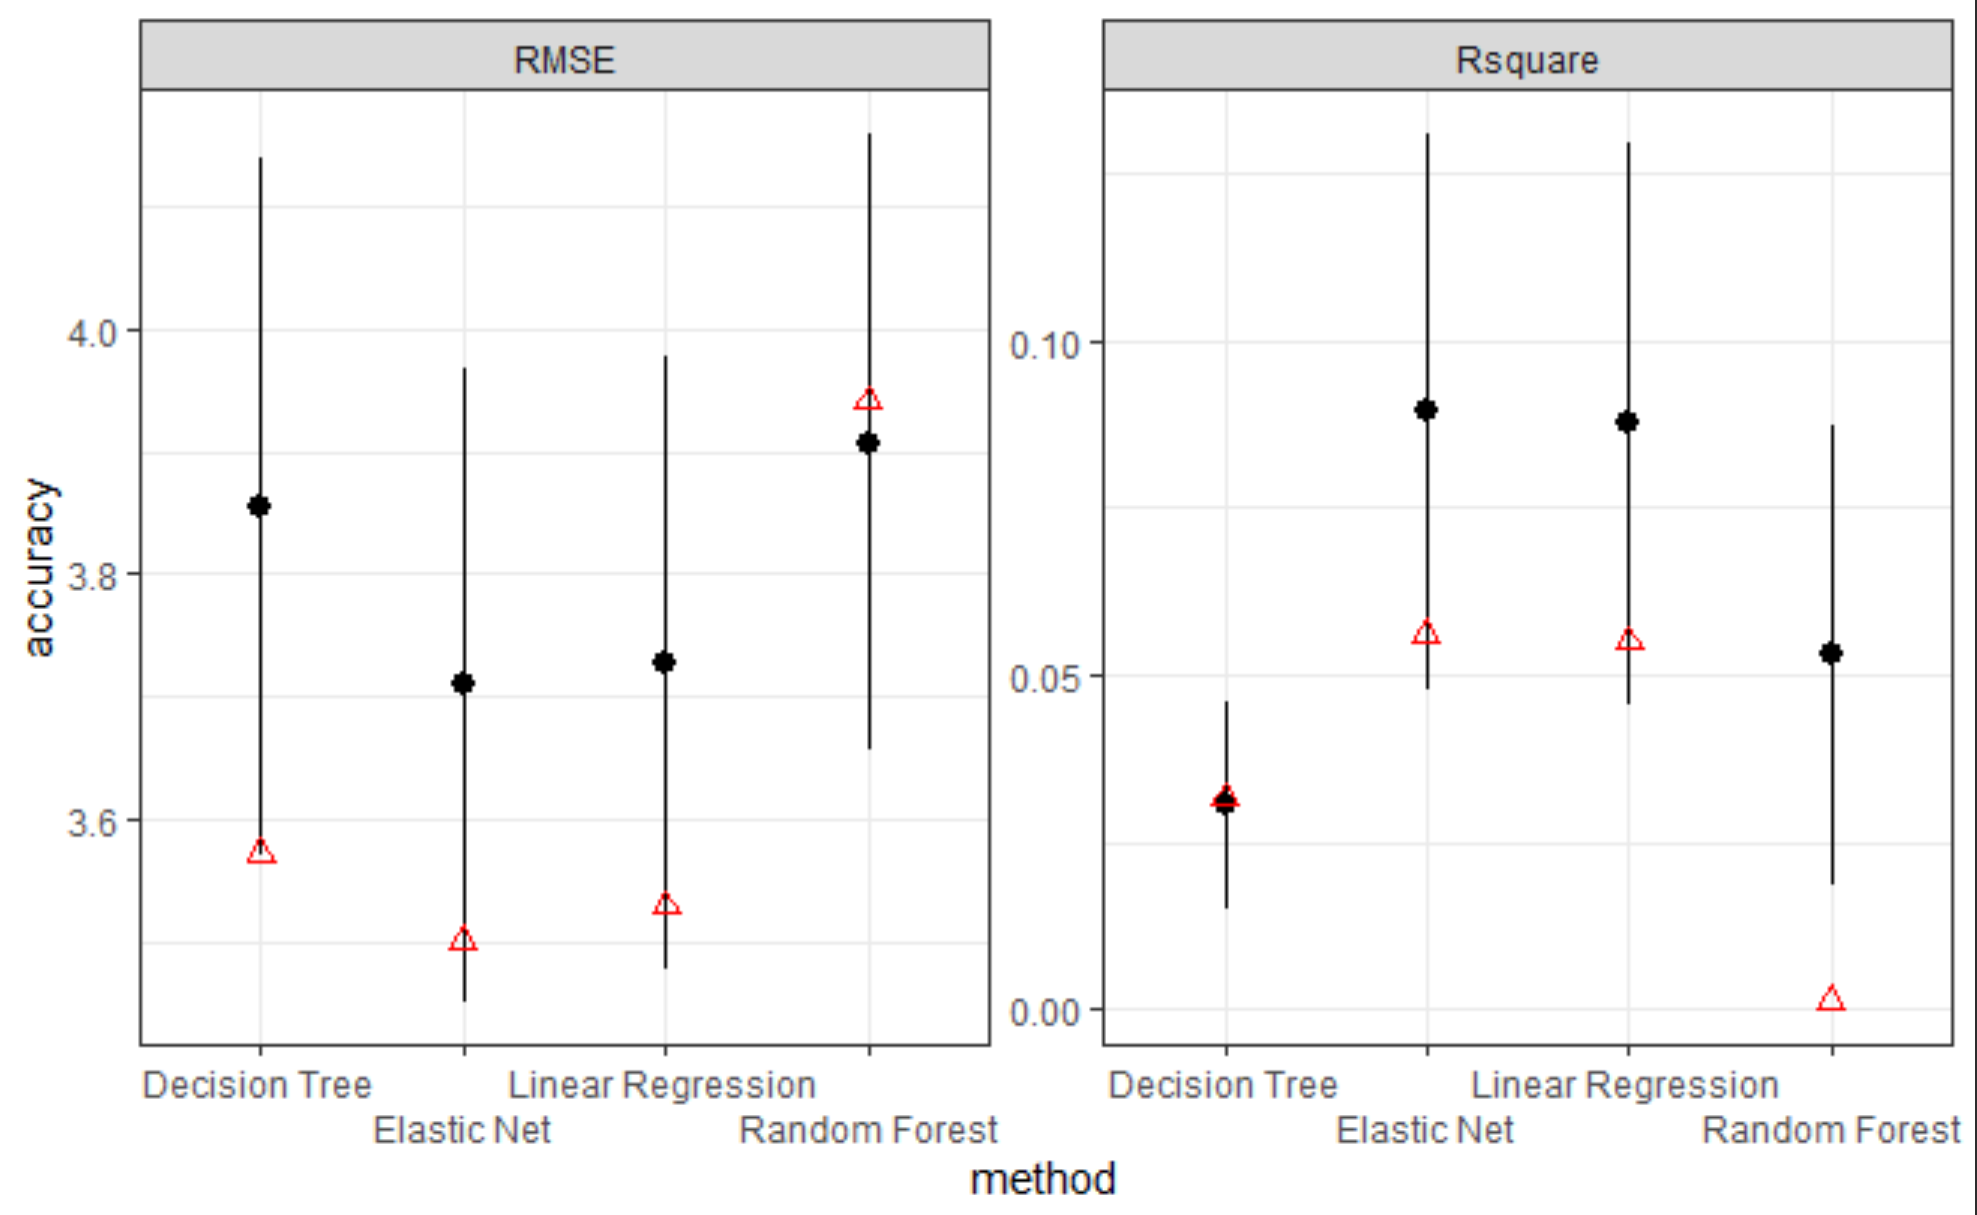 RMSE
Rsquare
accuracy
4.0
3.8
3.6
0.10
0.05
0.00
Decision Tree
Linear Regression
Elastic Net
Random Forest
Decision Tree
Linear Regression
Elastic Net
Random Forest
method